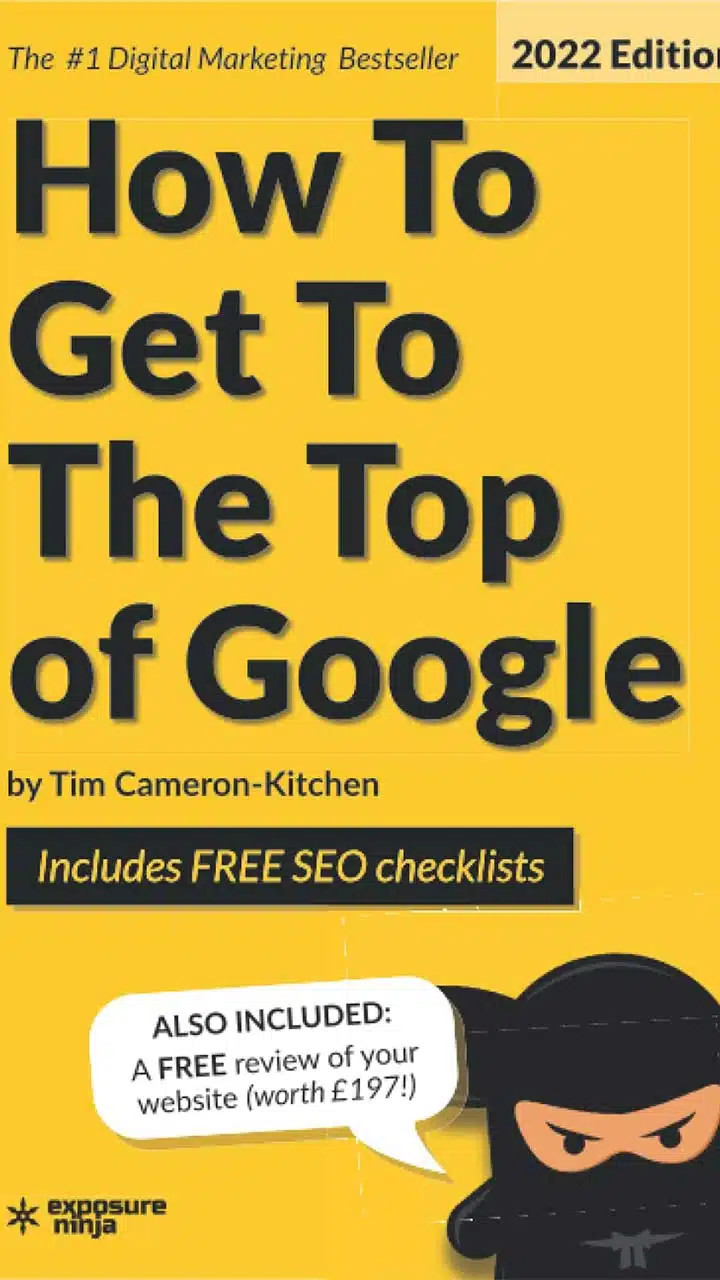 The #1 Digital Marketing Bestseller
2022 Edition
How To
Get To
The Top
of Google
by Tim Cameron-Kitchen
Includes FREE SEO checklists
ALSO INCLUDED:
A FREE review of your
website (worth £197!)
exposure
ninja